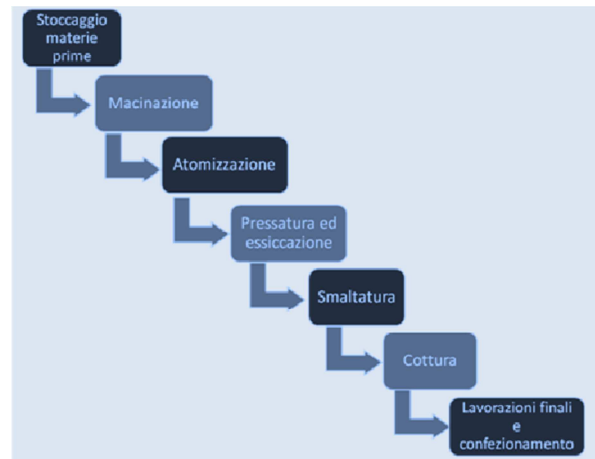 Stoccaggio
materie
prime
Macinazione
Atomizzazione
Pressatura ed
essiccazione
Smaltatura
Cottura
Lavorazioni finali
e
confezionamento